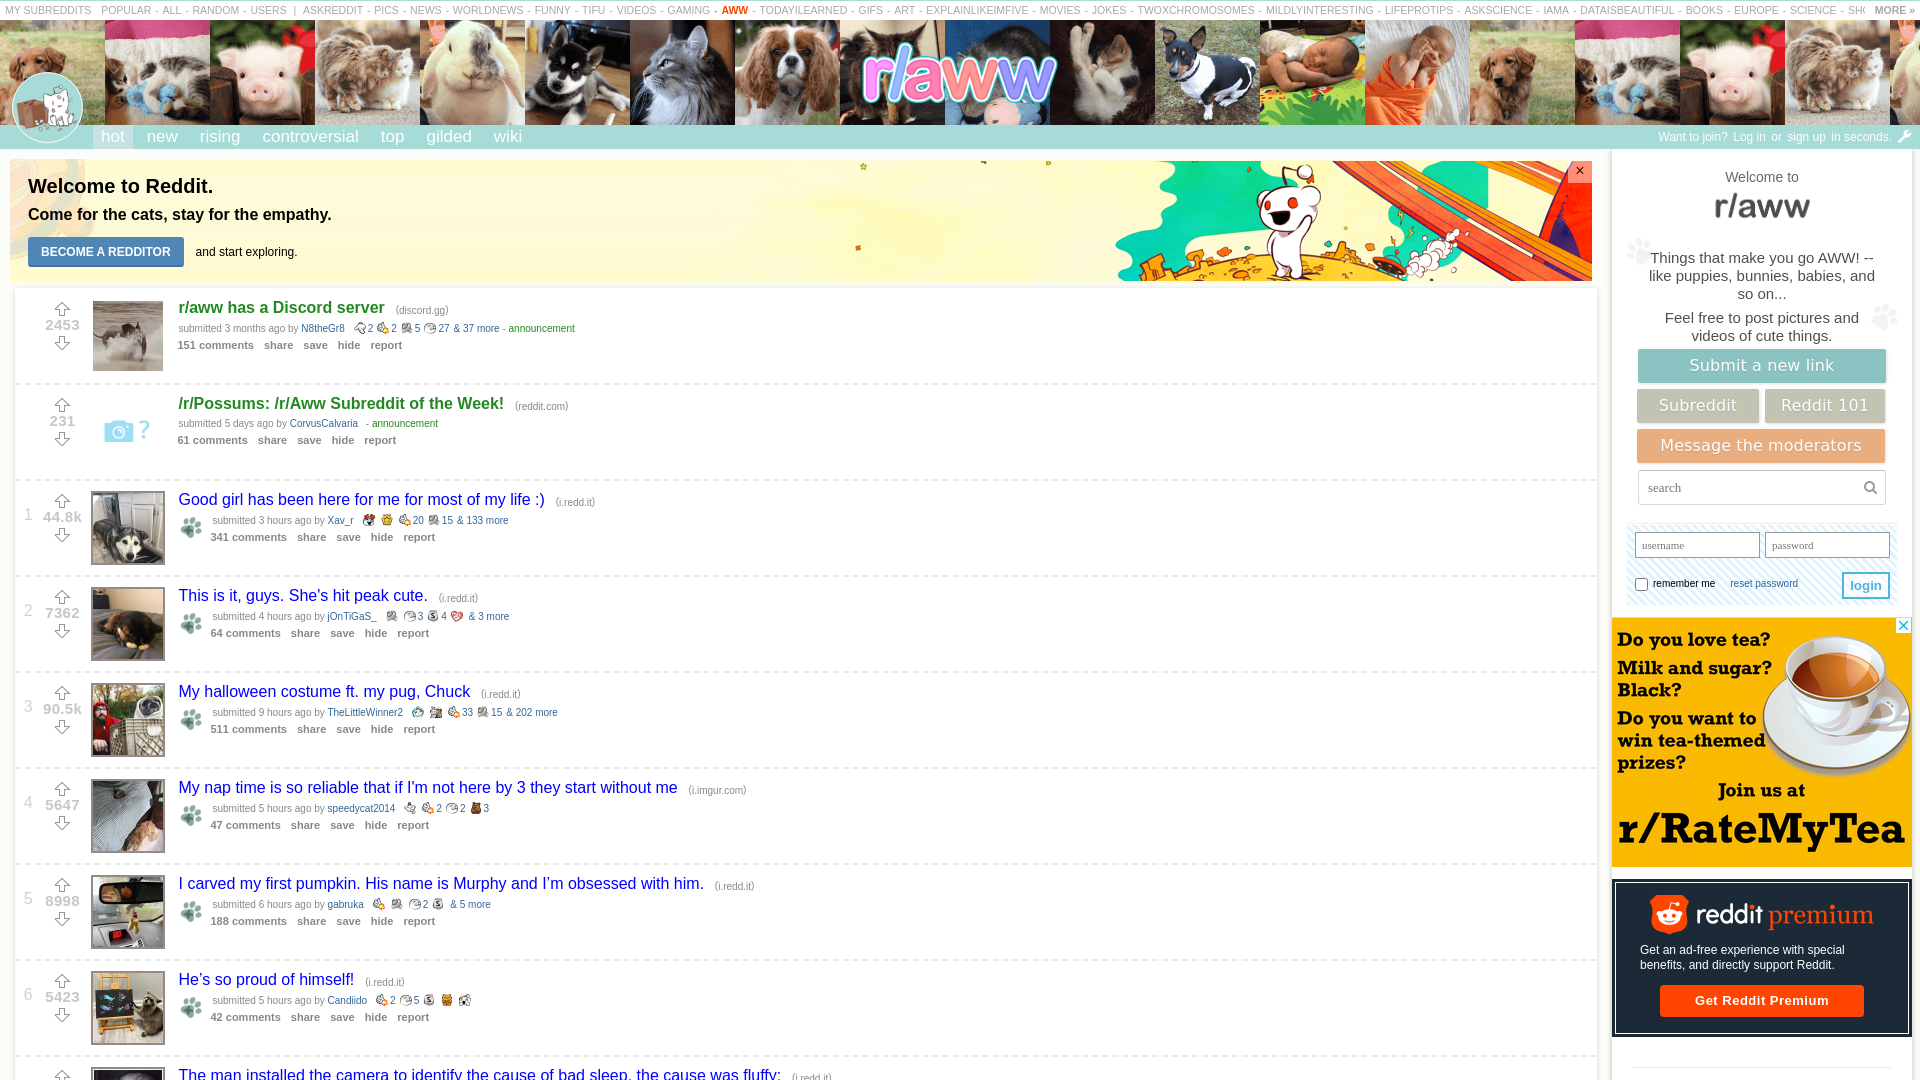 MY SUBREDDITS POPULAR - ALL - RANDOM - USERS | ASKREDDIT - PICS - NEWS - WORLDNEWS - FUNNY - TIFU - VIDEOS - GAMING - AWW - TODAYILEARNED - GIFS - ART - EXPLAINLIKEIMFIVE - MOVIES - JOKES - TWOXCHROMOSOMES - MILDLYINTERESTING - LIFEPROTIPS - ASKSCIENCE - IAMA - DATAISBEAUTIFUL - BOOKS - EUROPE - SCIENCE - MORE »
r/aww
hot new rising controversial top gilded wiki
Want to join? Log in or sign up in seconds.
Welcome to Reddit.
Come for the cats, stay for the empathy.
BECOME A REDDITOR and start exploring.
×
2453
r/aww has a Discord server (discord.gg)
submitted 3 months ago by N8theGr8 2 2 5 27 & 37 more - announcement
151 comments share save hide report
231
?
/r/Possums: /r/Aww Subreddit of the Week! (reddit.com)
submitted 5 days ago by CorvusCalvaria - announcement
61 comments share save hide report
1
44.8k
Good girl has been here for me for most of my life :) (i.redd.it)
submitted 3 hours ago by Xav_r 20 15 & 133 more
341 comments share save hide report
2
7362
This is it, guys. She's hit peak cute. (i.redd.it)
submitted 4 hours ago by jOnTiGaS_ 3 4 & 3 more
64 comments share save hide report
3
90.5k
My halloween costume ft. my pug, Chuck (i.redd.it)
submitted 9 hours ago by TheLittleWinner2 33 15 & 202 more
511 comments share save hide report
4
5647
My nap time is so reliable that if I'm not here by 3 they start without me (i.imgur.com)
submitted 5 hours ago by speedycat2014 2 2 3
47 comments share save hide report
5
8998
I carved my first pumpkin. His name is Murphy and I’m obsessed with him. (i.redd.it)
submitted 6 hours ago by gabruka 2 & 5 more
188 comments share save hide report
6
5423
He’s so proud of himself! (i.redd.it)
submitted 5 hours ago by Candiido 2 5
42 comments share save hide report
The man installed the camera to identify the cause of bad sleep, the cause was fluffy: (i.redd.it)
Welcome to
r/aww
Things that make you go AWW! --
like puppies, bunnies, babies, and
so on...
Feel free to post pictures and
videos of cute things.
Submit a new link
Subreddit Reddit 101
Message the moderators
search
username password
remember me reset password login
Do you love tea?
Milk and sugar?
Black?
Do you want to
win tea-themed
prizes?
Join us at
r/RateMyTea
reddit premium
Get an ad-free experience with special
benefits, and directly support Reddit.
Get Reddit Premium